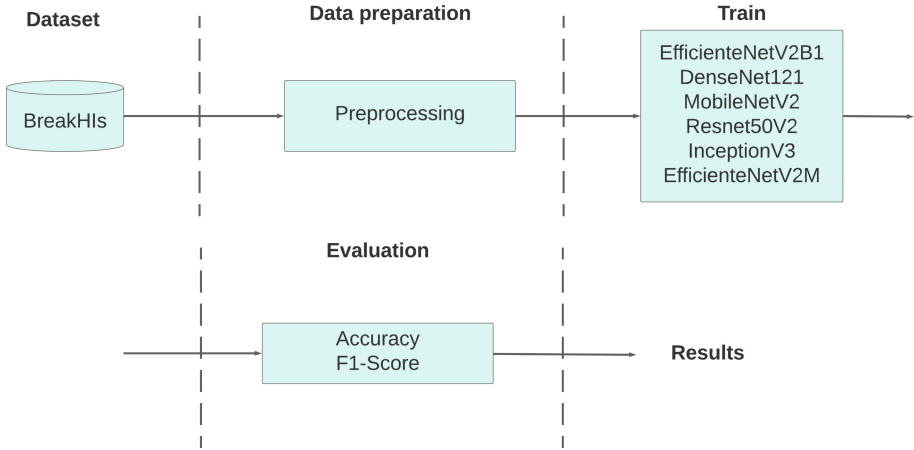 Dataset
Data preparation
Train
BreakHIs
Preprocessing
EfficienteNetV2B1
DenseNet121
MobileNetV2
Resnet50V2
InceptionV3
EfficienteNetV2M
Evaluation
Accuracy
F1-Score
Results